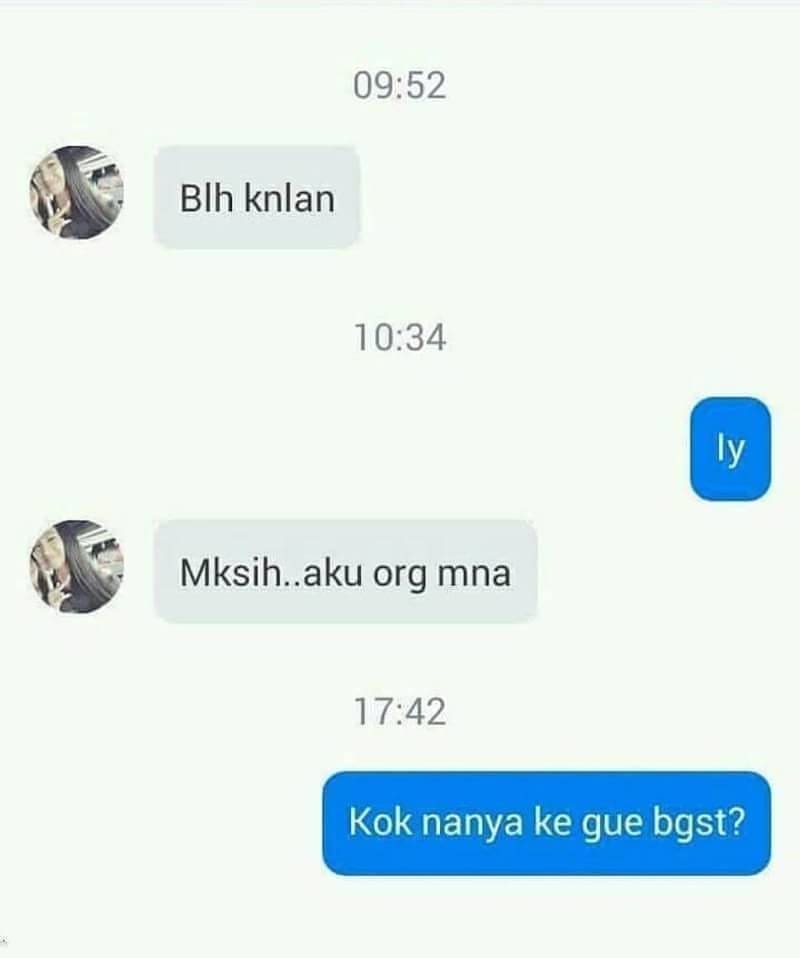 09:52
Blh knlan
10:34
Iy
Mksih..aku org mna
17:42
Kok nanya ke gue bgst?